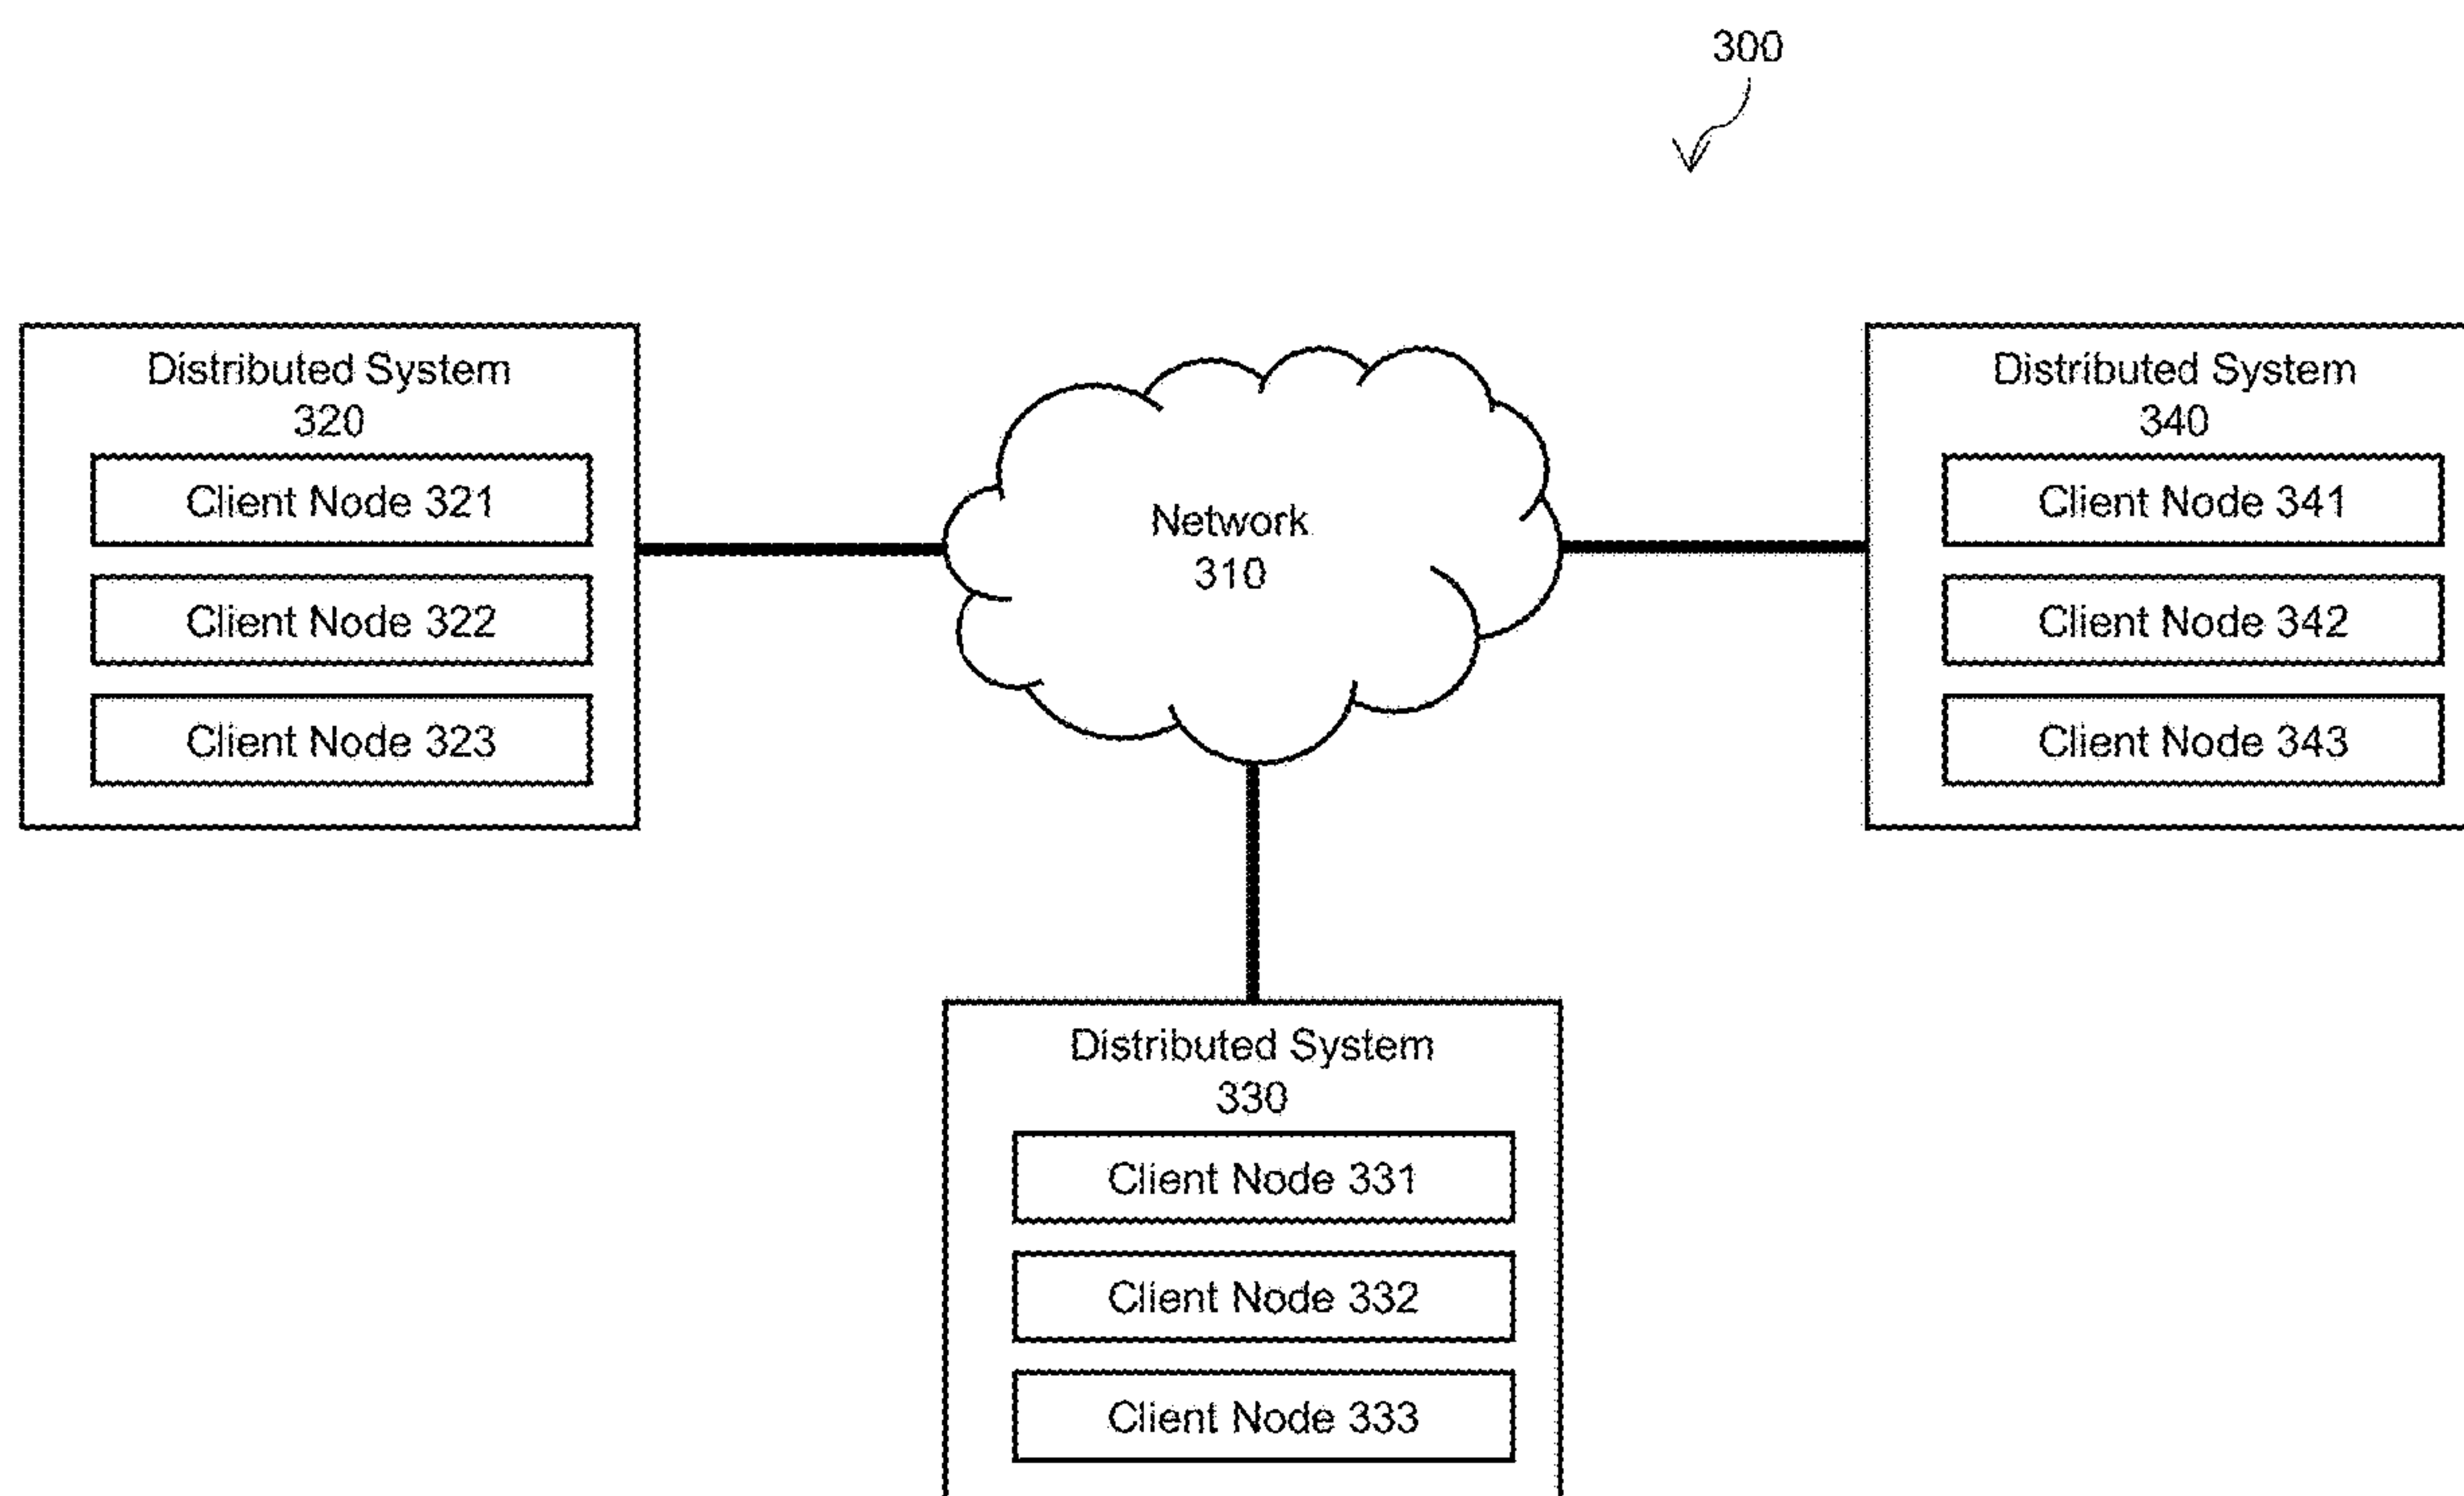 300
Distributed System
320
Client Node 321
Client Node 322
Client Node 323
Network
310
Distributed System
340
Client Node 341
Client Node 342
Client Node 343
Distributed System
330
Client Node 331
Client Node 332
Client Node 333